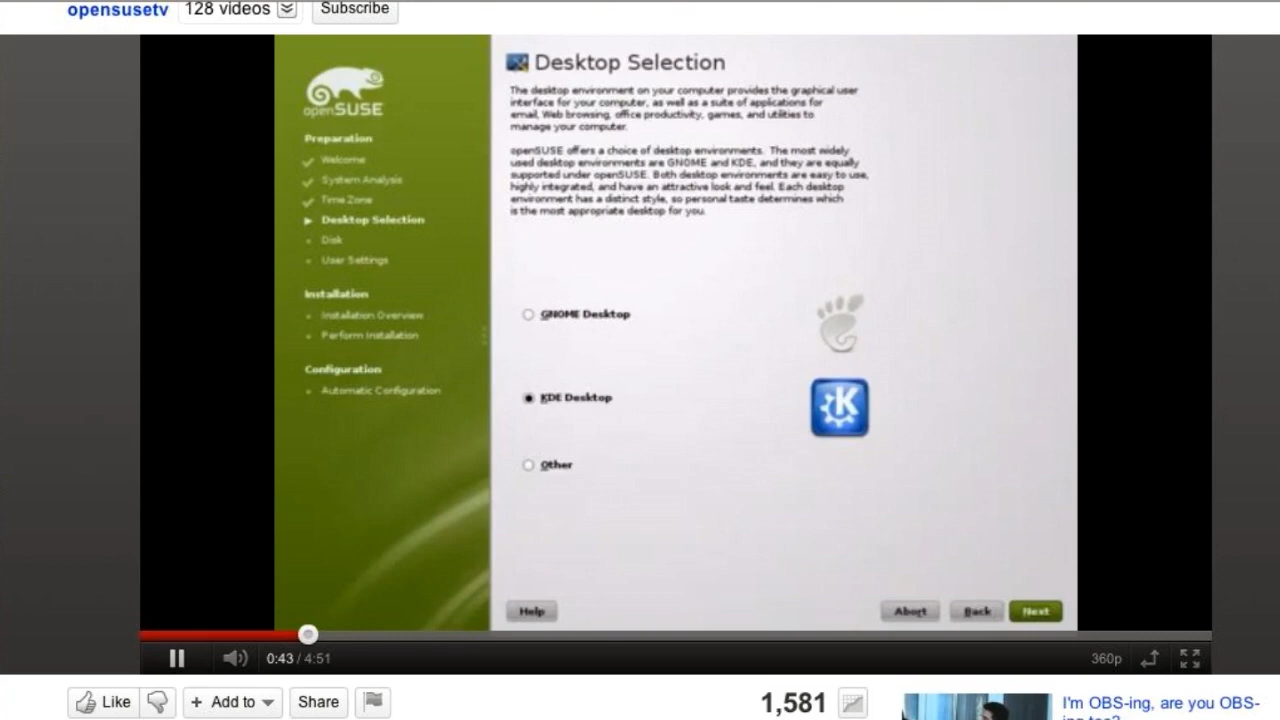 opensusetv 128 videos Subscribe
openSUSE
Preparation
Welcome
System Analysis
Time Zone
Desktop Selection
Disk
User Settings
Installation
Installation Overview
Perform Installation
Configuration
Automatic Configuration
Desktop Selection
The desktop environment on your computer provides the graphical user
interface for your computer, as well as a suite of applications for
email, Web browsing, office productivity, games, and utilities to
manage your computer.
openSUSE offers a choice of desktop environments. The most widely
used desktop environments are GNOME and KDE, and they are equally
supported under openSUSE. Both desktop environments are easy to use,
highly integrated, and have an attractive look and feel. Each desktop
environment has a distinct style, so personal taste determines which
is the most appropriate desktop for you.
GNOME Desktop
KDE Desktop
K
Other
Help Abort Back Next
0:43 / 4:51 360p
Like + Add to Share 1,581
I'm OBS-ing, are you OBS-
ing too?